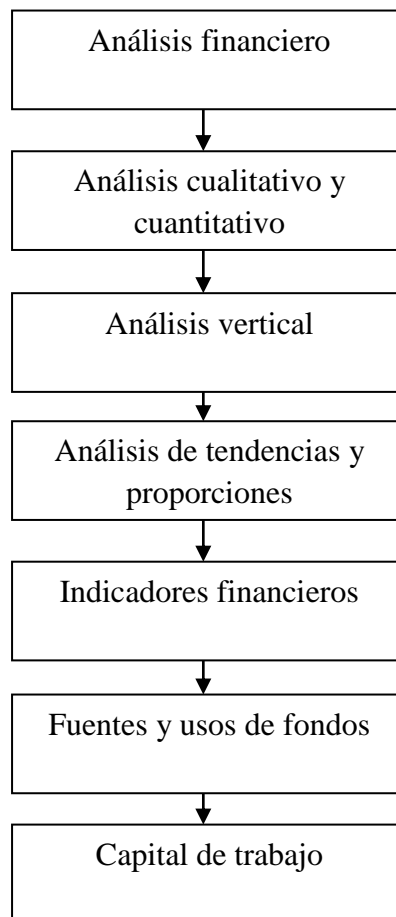 Análisis financiero
Análisis cualitativo y
cuantitativo
Análisis vertical
Análisis de tendencias y
proporciones
Indicadores financieros
Fuentes y usos de fondos
Capital de trabajo